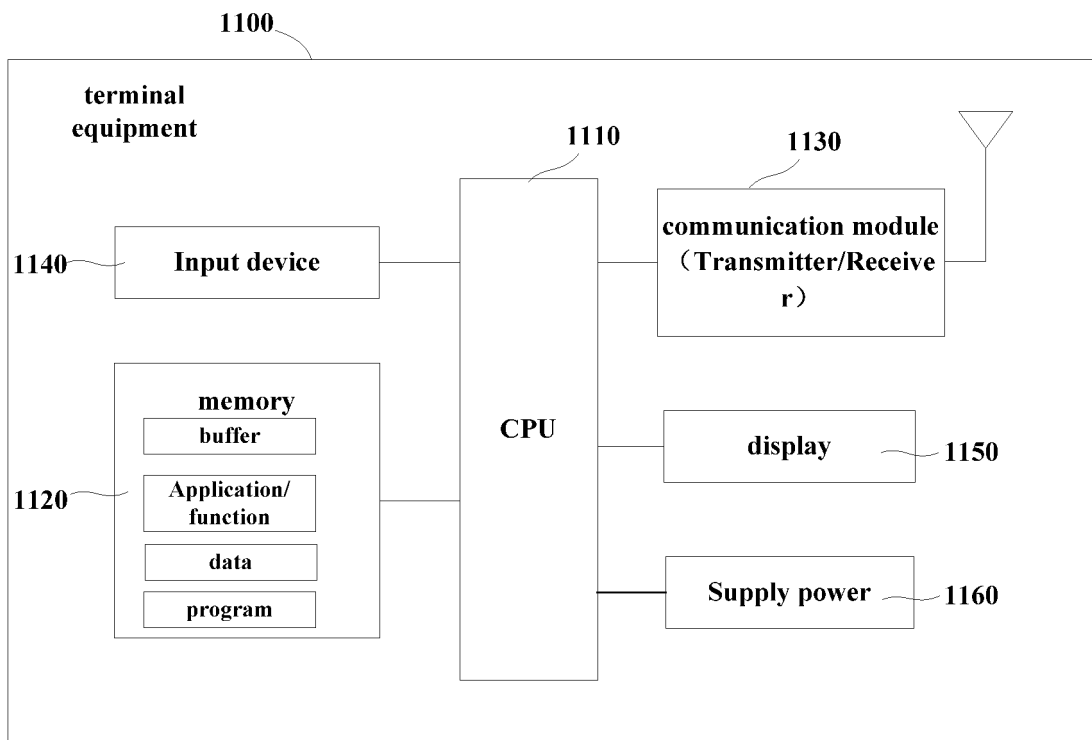 1100
terminal
equipment
1110
1130
communication module
（Transmitter/Receive
r）
1140
Input device
CPU
memory
buffer
Application/
function
data
program
1120
display
1150
Supply power
1160